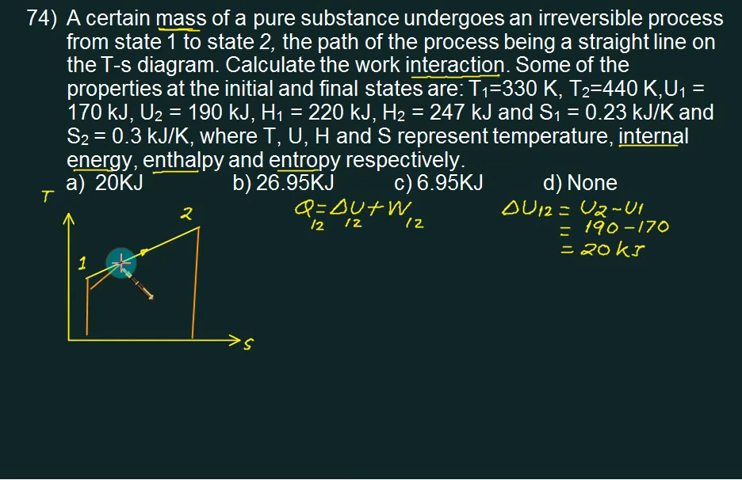 74) A certain mass of a pure substance undergoes an irreversible process
from state 1 to state 2, the path of the process being a straight line on
the T-s diagram. Calculate the work interaction. Some of the
properties at the initial and final states are: T₁=330 K, T₂=440 K,U₁ =
170 kJ, U₂ = 190 kJ, H₁ = 220 kJ, H₂ = 247 kJ and S₁ = 0.23 kJ/K and
S₂ = 0.3 kJ/K, where T, U, H and S represent temperature, internal
energy, enthalpy and entropy respectively.
a) 20KJ b) 26.95KJ c) 6.95KJ d) None
T
2
1
S
Q₁₂ = ΔU₁₂ + W₁₂
ΔU12 = U2-U1
= 190-170
= 20 kJ